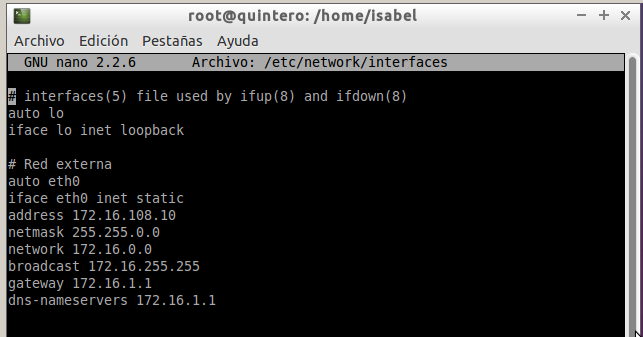 root@quintero: /home/isabel
Archivo Edición Pestañas Ayuda
GNU nano 2.2.6 Archivo: /etc/network/interfaces
# interfaces(5) file used by ifup(8) and ifdown(8)
auto lo
iface lo inet loopback
# Red externa
auto eth0
iface eth0 inet static
address 172.16.108.10
netmask 255.255.0.0
network 172.16.0.0
broadcast 172.16.255.255
gateway 172.16.1.1
dns-nameservers 172.16.1.1